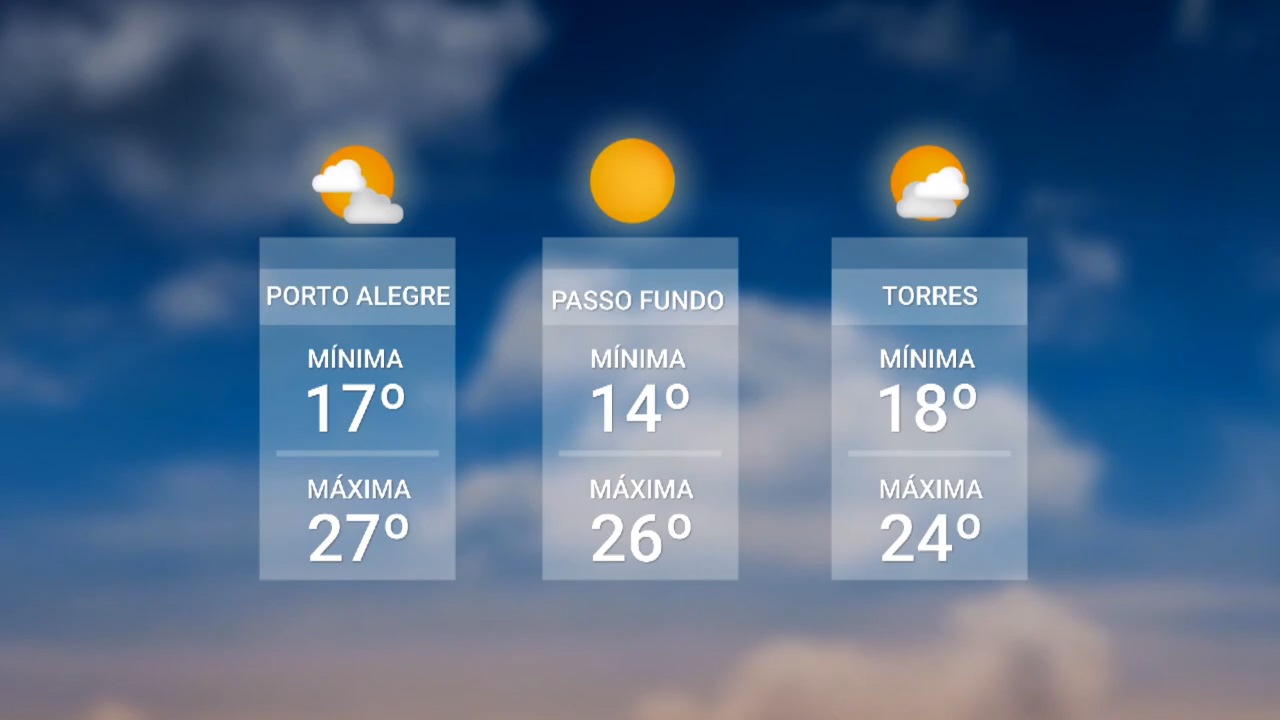 PORTO ALEGRE
MÍNIMA
17º
MÁXIMA
27º
PASSO FUNDO
MÍNIMA
14º
MÁXIMA
26º
TORRES
MÍNIMA
18º
MÁXIMA
24º